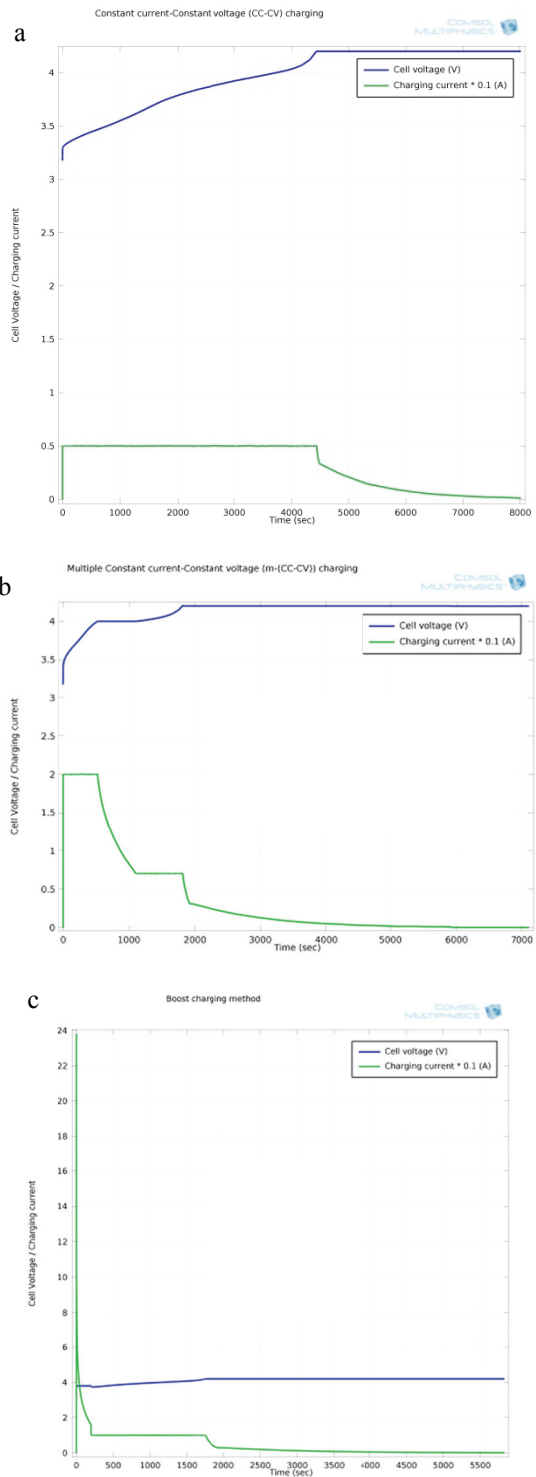 Constant current-Constant voltage (CC-CV) charging
COMSOL
MULTIPHYSICS
a
4
3.5
3
2.5
2
1.5
1
0.5
0
Cell Voltage / Charging current
Cell voltage (V)
Charging current * 0.1 (A)
0 1000 2000 3000 4000 5000 6000 7000 8000
Time (sec)
Multiple Constant current-Constant voltage (m-(CC-CV)) charging
COMSOL
MULTIPHYSICS
b
4
3.5
3
2.5
2
1.5
1
0.5
0
Cell Voltage / Charging current
Cell voltage (V)
Charging current * 0.1 (A)
0 1000 2000 3000 4000 5000 6000 7000
Time (sec)
c
Boost charging method
COMSOL
MULTIPHYSICS
24
22
20
18
16
14
12
10
8
6
4
2
0
Cell Voltage / Charging current
Cell voltage (V)
Charging current * 0.1 (A)
0 500 1000 1500 2000 2500 3000 3500 4000 4500 5000 5500
Time (sec)